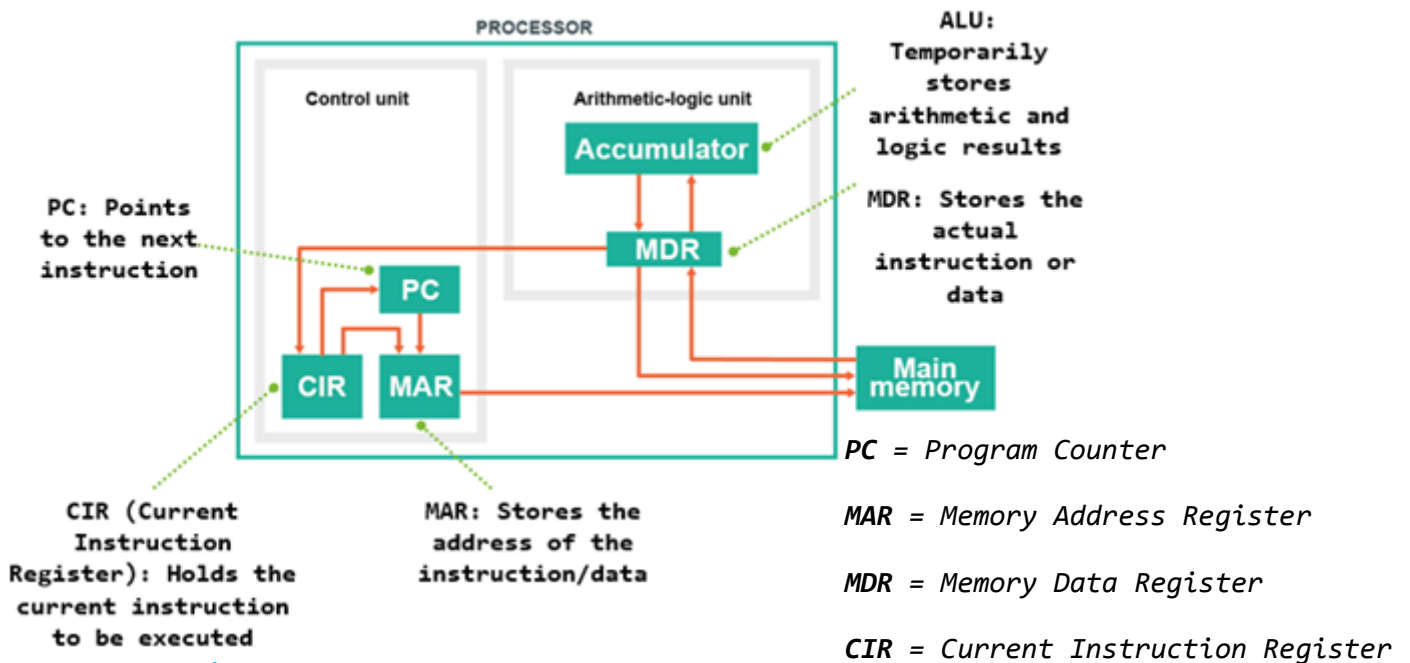 PROCESSOR
Control unit
Arithmetic-logic unit
Accumulator
MDR
PC
CIR
MAR
Main
memory
ALU:
Temporarily
stores
arithmetic and
logic results
MDR: Stores the
actual
instruction or
data
PC: Points
to the next
instruction
CIR (Current
Instruction
Register): Holds the
current instruction
to be executed
MAR: Stores the
address of the
instruction/data
PC = Program Counter
MAR = Memory Address Register
MDR = Memory Data Register
CIR = Current Instruction Register